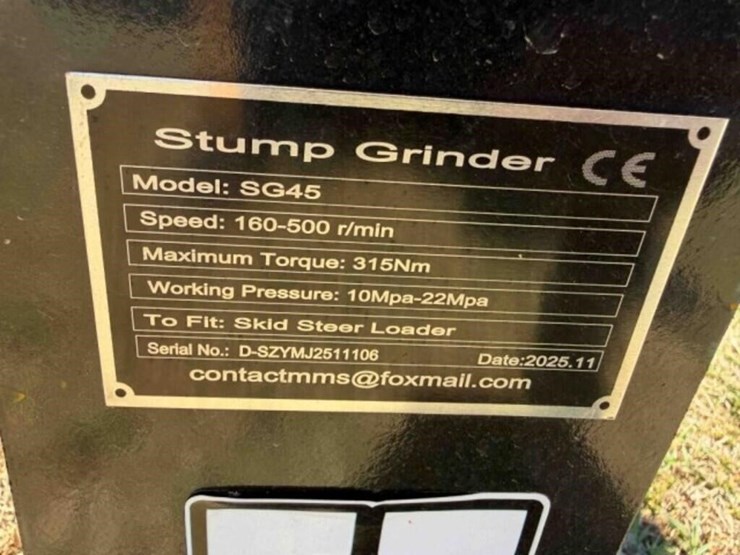 Stump Grinder CE
Model: SG45
Speed: 160-500 r/min
Maximum Torque: 315Nm
Working Pressure: 10Mpa-22Mpa
To Fit: Skid Steer Loader
Serial No.: D-SZYMJ2511106 Date:2025.11
contactmms@foxmail.com